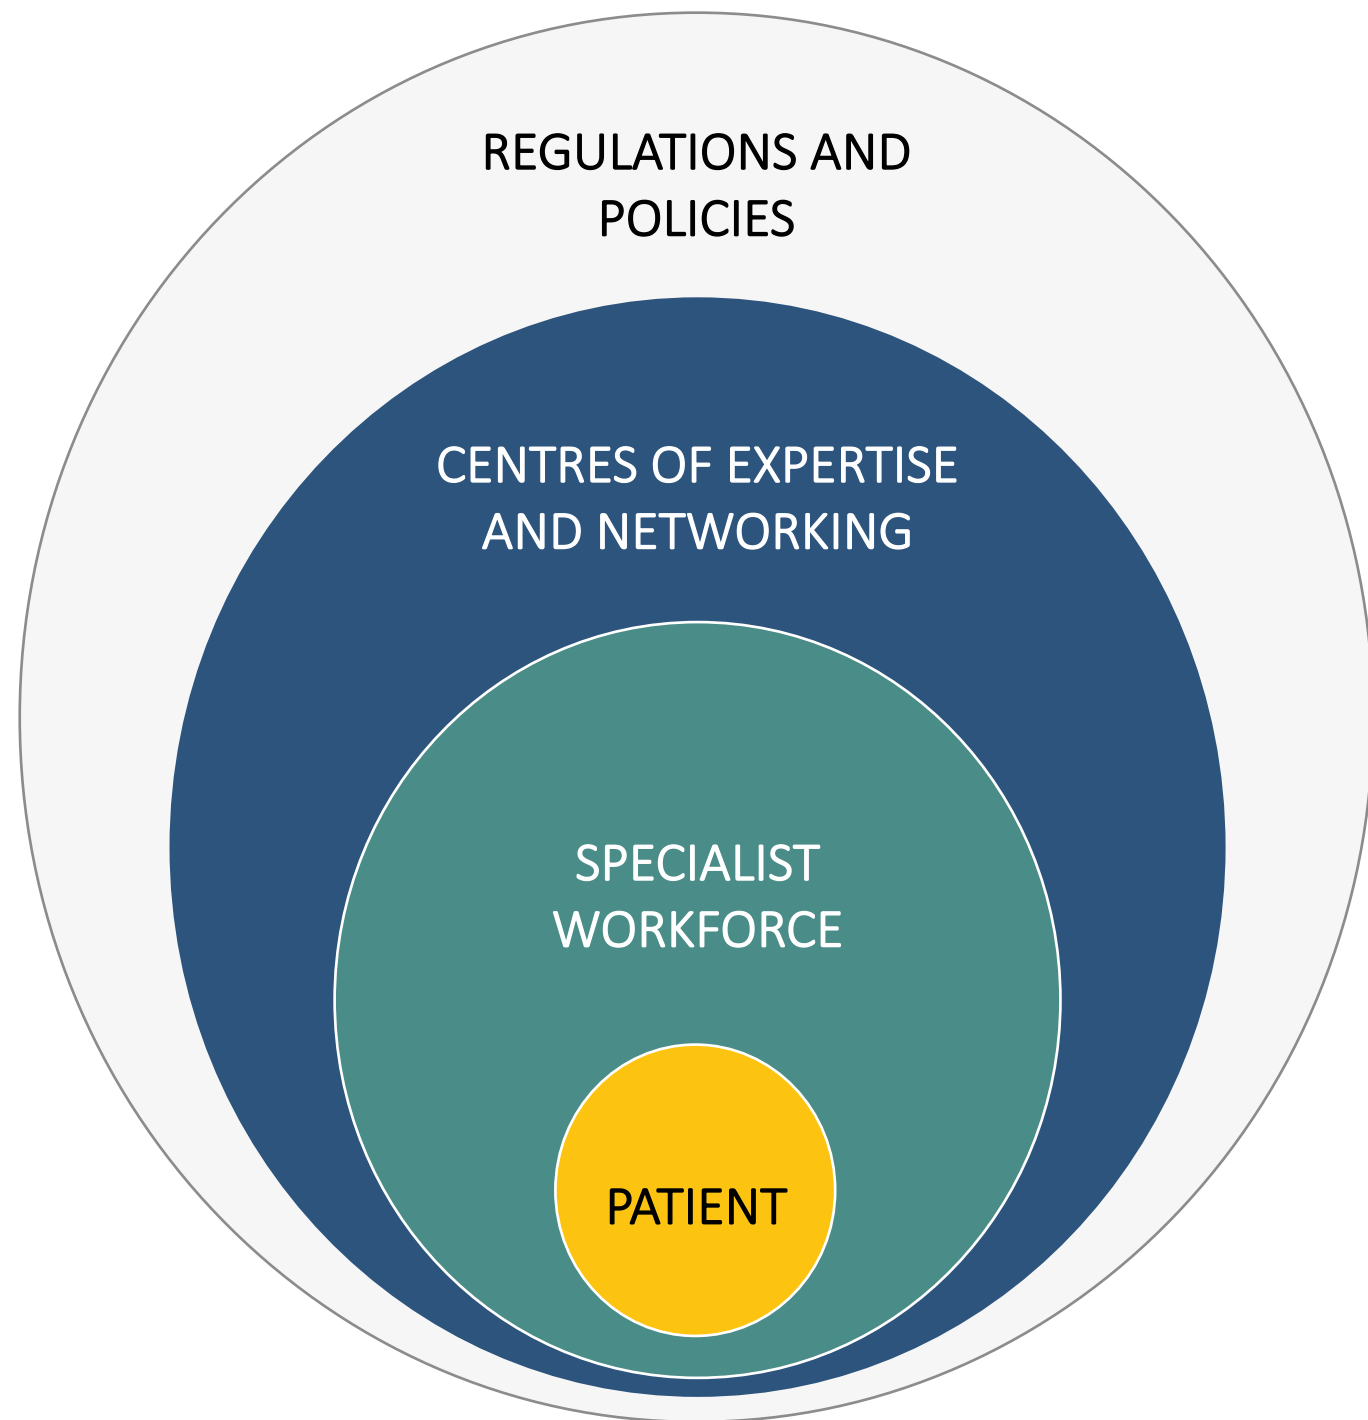 REGULATIONS AND
POLICIES
CENTRES OF EXPERTISE
AND NETWORKING
SPECIALIST
WORKFORCE
PATIENT